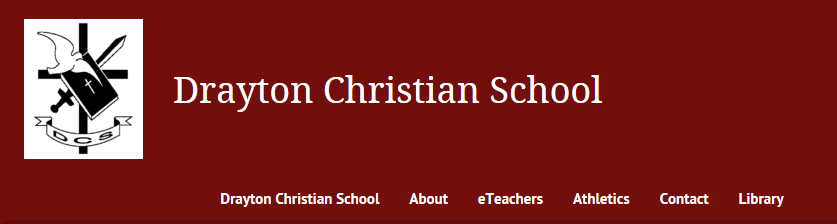 DCS
Drayton Christian School
Drayton Christian School About eTeachers Athletics Contact Library